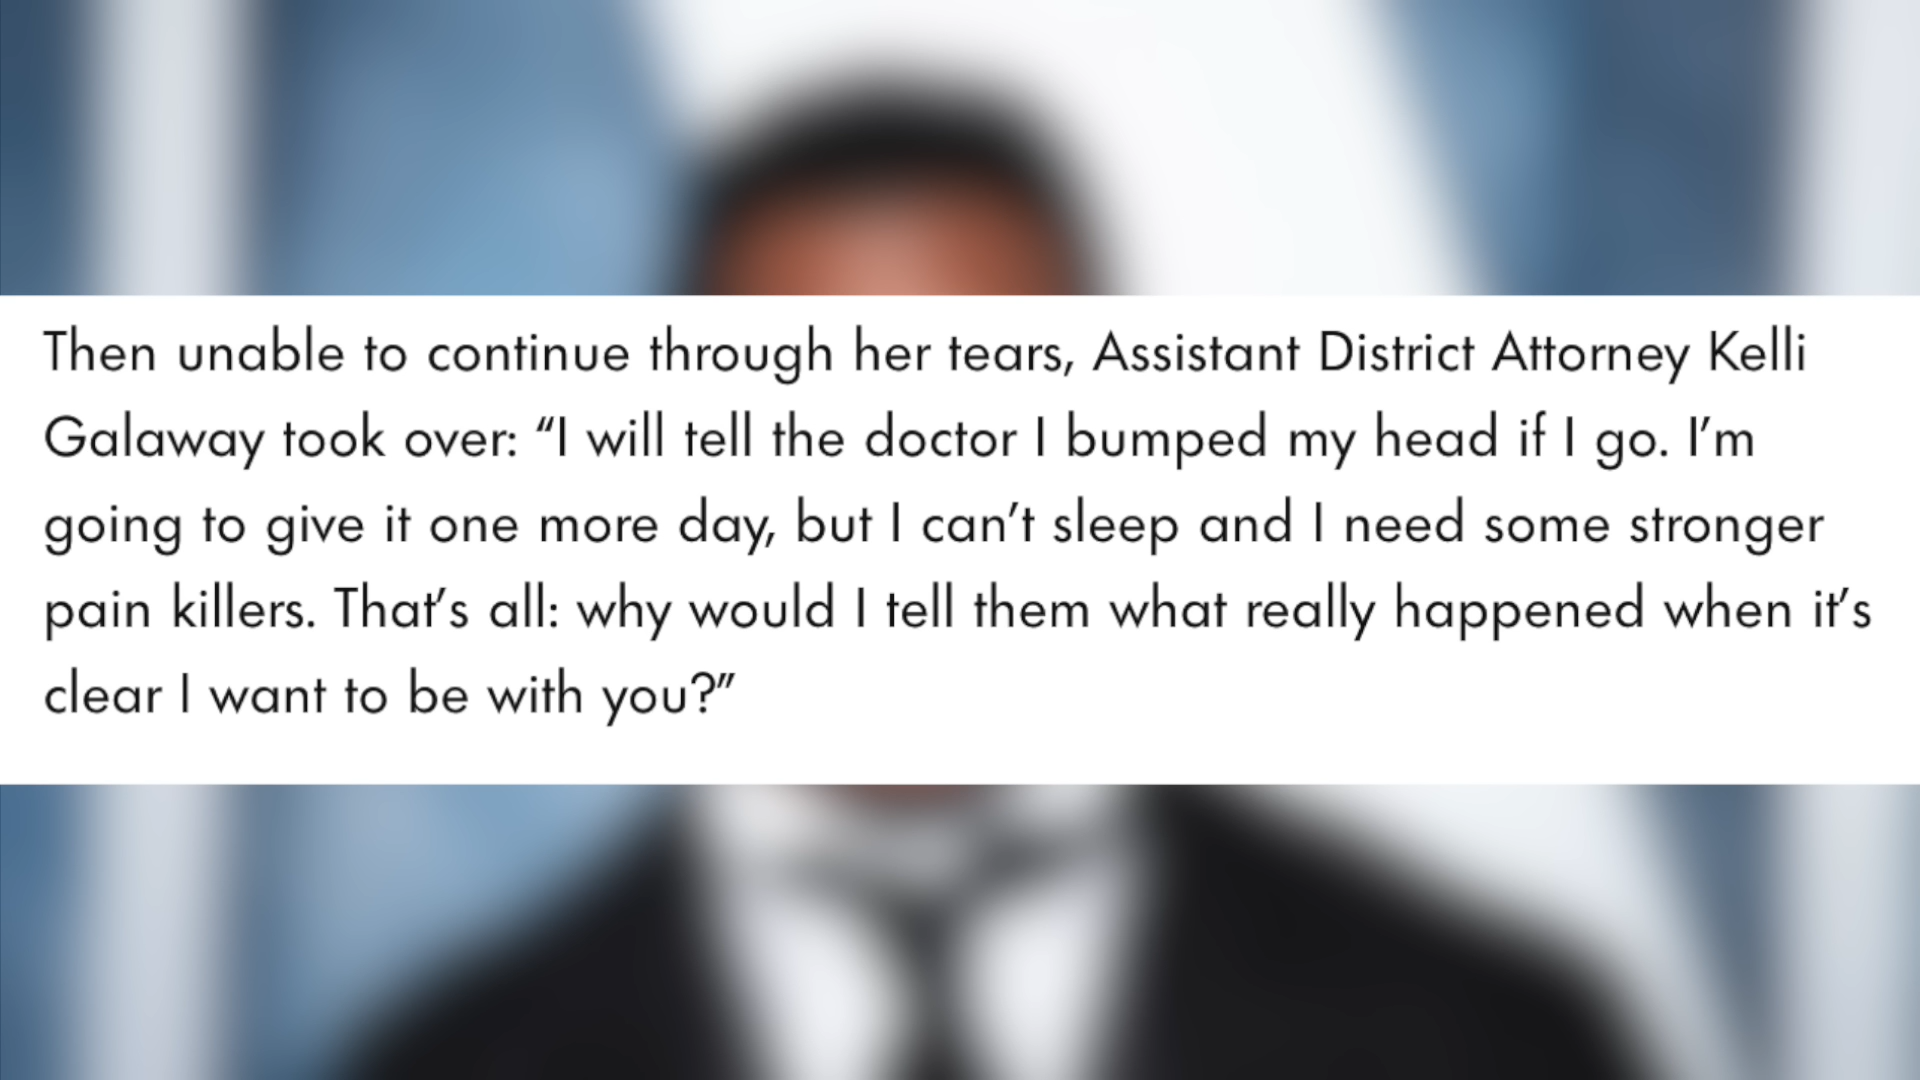 Then unable to continue through her tears, Assistant District Attorney Kelli
Galaway took over: “I will tell the doctor I bumped my head if I go. I’m
going to give it one more day, but I can’t sleep and I need some stronger
pain killers. That’s all: why would I tell them what really happened when it’s
clear I want to be with you?”